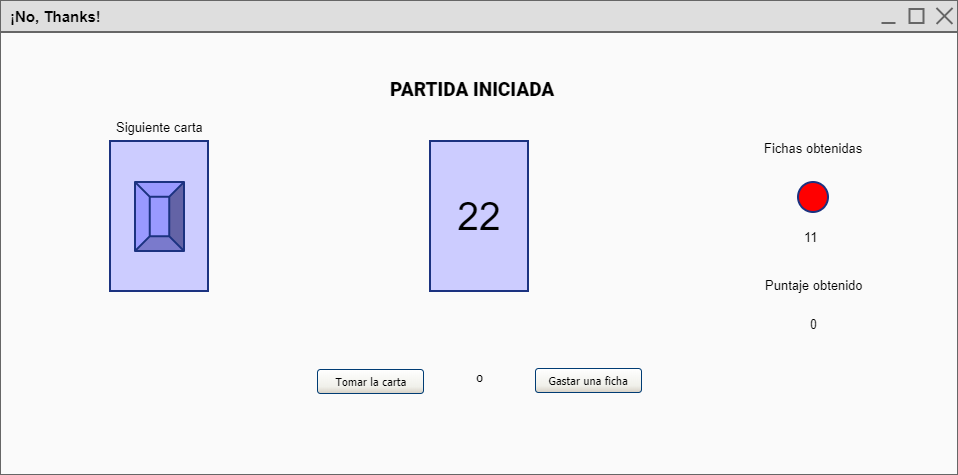 ¡No, Thanks!
PARTIDA INICIADA
Siguiente carta
22
Fichas obtenidas
11
Puntaje obtenido
0
Tomar la carta
o
Gastar una ficha